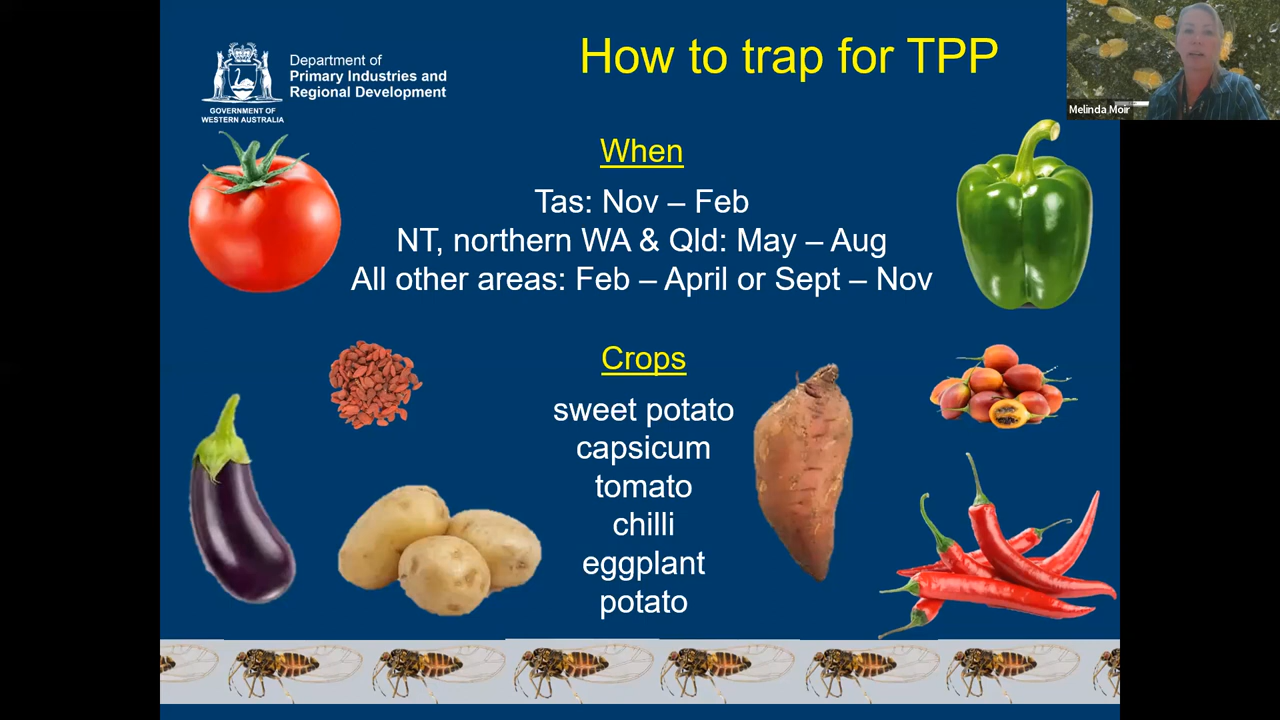 How to trap for TPP
Department of
Primary Industries and
Regional Development
GOVERNMENT OF
WESTERN AUSTRALIA
Melinda Moir
When
Tas: Nov – Feb
NT, northern WA & Qld: May – Aug
All other areas: Feb – April or Sept – Nov
Crops
sweet potato
capsicum
tomato
chilli
eggplant
potato